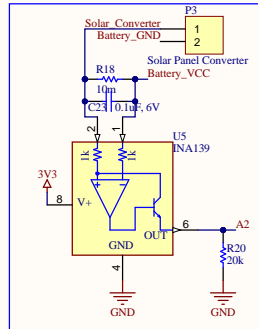 P3
Solar_Converter
1
Battery_GND
2
Solar Panel Converter
R18
Battery_VCC
10m
C23
0.1uF, 6V
2
1
U5
INA139
1k
1k
3V3
8
V+
+
-
OUT
6
A2
GND
R20
20k
4
GND
GND